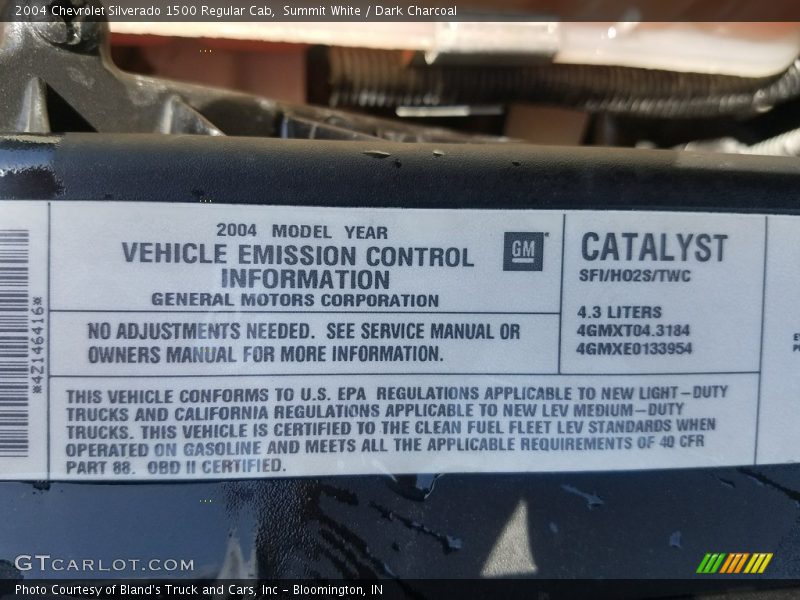 2004 Chevrolet Silverado 1500 Regular Cab, Summit White / Dark Charcoal
*4Z146416*
2004 MODEL YEAR
VEHICLE EMISSION CONTROL
INFORMATION
GENERAL MOTORS CORPORATION
GM
NO ADJUSTMENTS NEEDED. SEE SERVICE MANUAL OR
OWNERS MANUAL FOR MORE INFORMATION.
CATALYST
SFI/HO2S/TWC
4.3 LITERS
4GMXT04.3184
4GMXE0133954
THIS VEHICLE CONFORMS TO U.S. EPA REGULATIONS APPLICABLE TO NEW LIGHT-DUTY
TRUCKS AND CALIFORNIA REGULATIONS APPLICABLE TO NEW LEV MEDIUM-DUTY
TRUCKS. THIS VEHICLE IS CERTIFIED TO THE CLEAN FUEL FLEET LEV STANDARDS WHEN
OPERATED ON GASOLINE AND MEETS ALL THE APPLICABLE REQUIREMENTS OF 40 CFR
PART 88. OBD II CERTIFIED.
GTCARLOT.COM
Photo Courtesy of Bland's Truck and Cars, Inc - Bloomington, IN